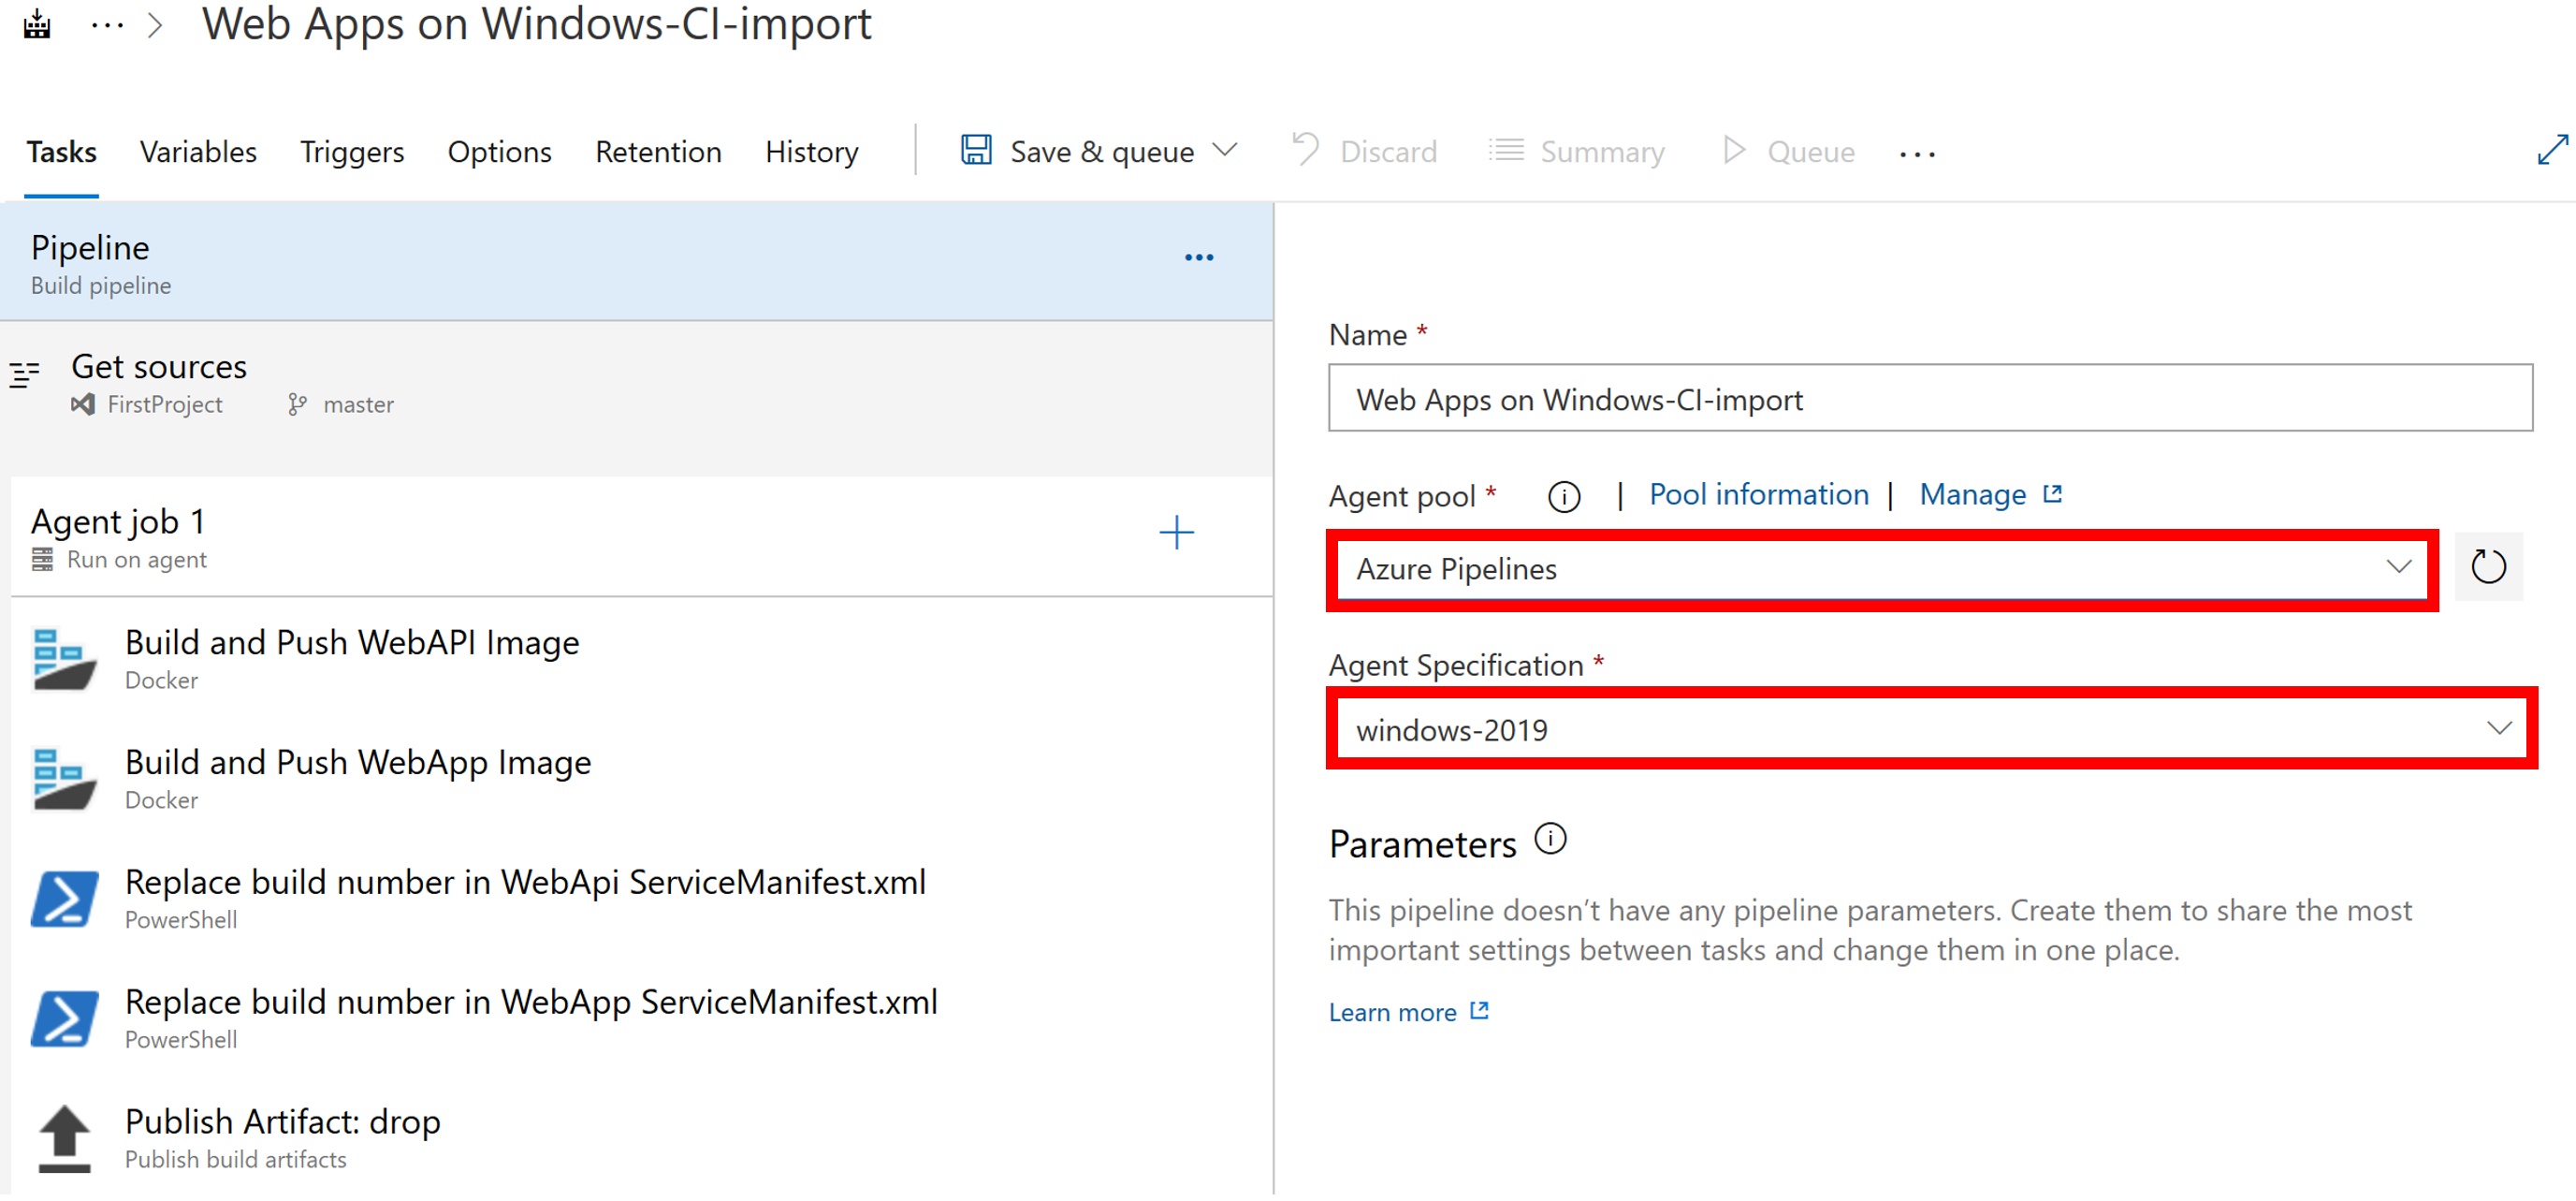 Web Apps on Windows-CI-import
Tasks Variables Triggers Options Retention History Save & queue Discard Summary Queue
Pipeline
Build pipeline
Get sources
FirstProject master
Agent job 1
Run on agent
Build and Push WebAPI Image
Docker
Build and Push WebApp Image
Docker
Replace build number in WebApi ServiceManifest.xml
PowerShell
Replace build number in WebApp ServiceManifest.xml
PowerShell
Publish Artifact: drop
Publish build artifacts
Name *
Web Apps on Windows-CI-import
Agent pool * | Pool information | Manage
Azure Pipelines
Agent Specification *
windows-2019
Parameters
This pipeline doesn’t have any pipeline parameters. Create them to share the most
important settings between tasks and change them in one place.
Learn more